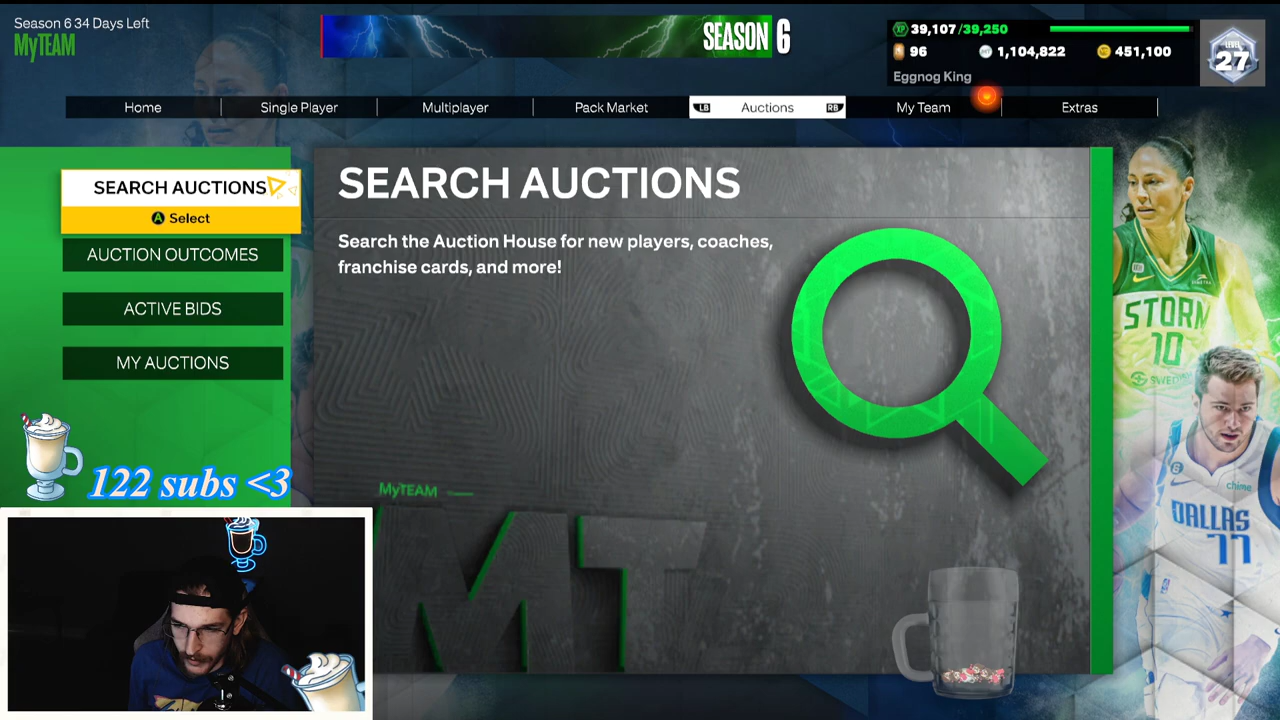 Season 6 34 Days Left
MyTEAM
SEASON 6
XP 39,107 /39,250
96 1,104,822 451,100
Eggnog King
LEVEL
27
Home Single Player Multiplayer Pack Market LB Auctions RB My Team Extras
SEARCH AUCTIONS
A Select
AUCTION OUTCOMES
ACTIVE BIDS
MY AUCTIONS
SEARCH AUCTIONS
Search the Auction House for new players, coaches,
franchise cards, and more!
MyTEAM
MT
STORM
10
chime
DALLAS
77
122 subs <3